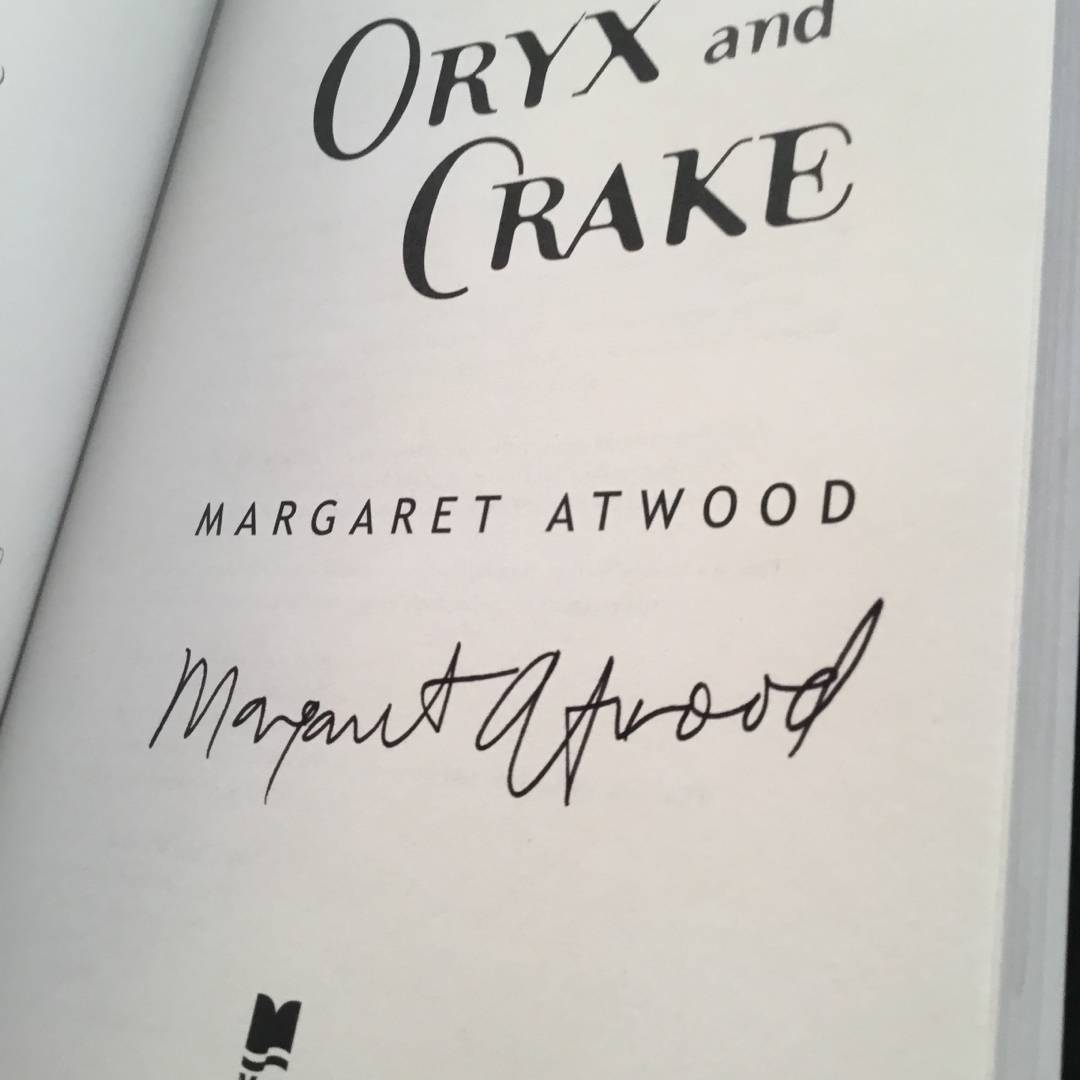 ORYX and
CRAKE
MARGARET ATWOOD
Margaret Atwood